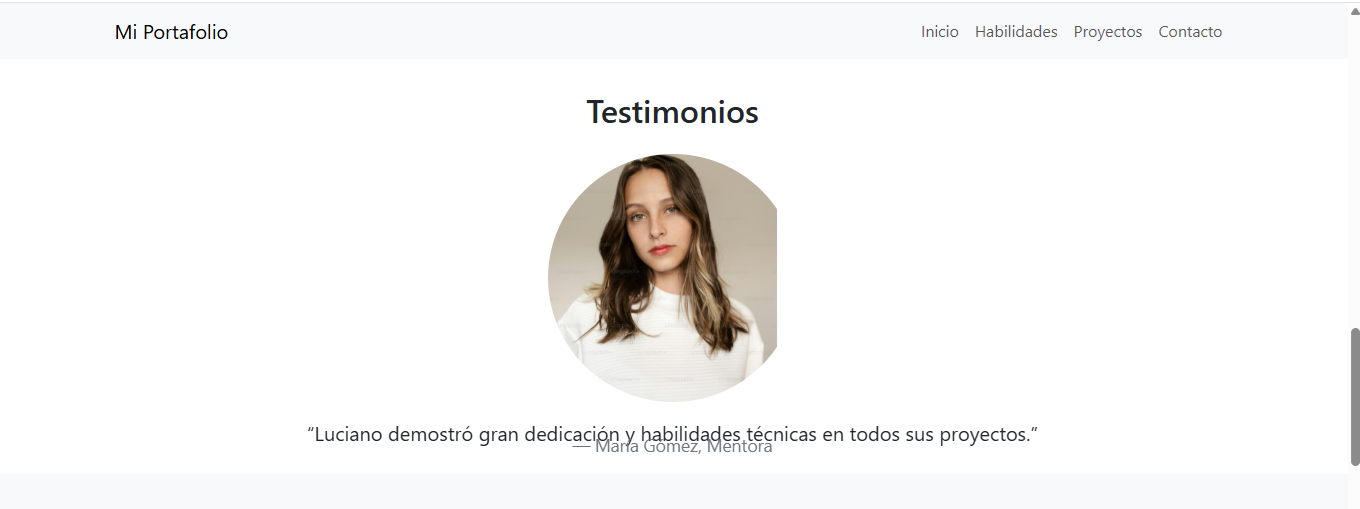 Mi Portafolio
Inicio Habilidades Proyectos Contacto
Testimonios
“Luciano demostró gran dedicación y habilidades técnicas en todos sus proyectos.”
— María Gómez, Mentora